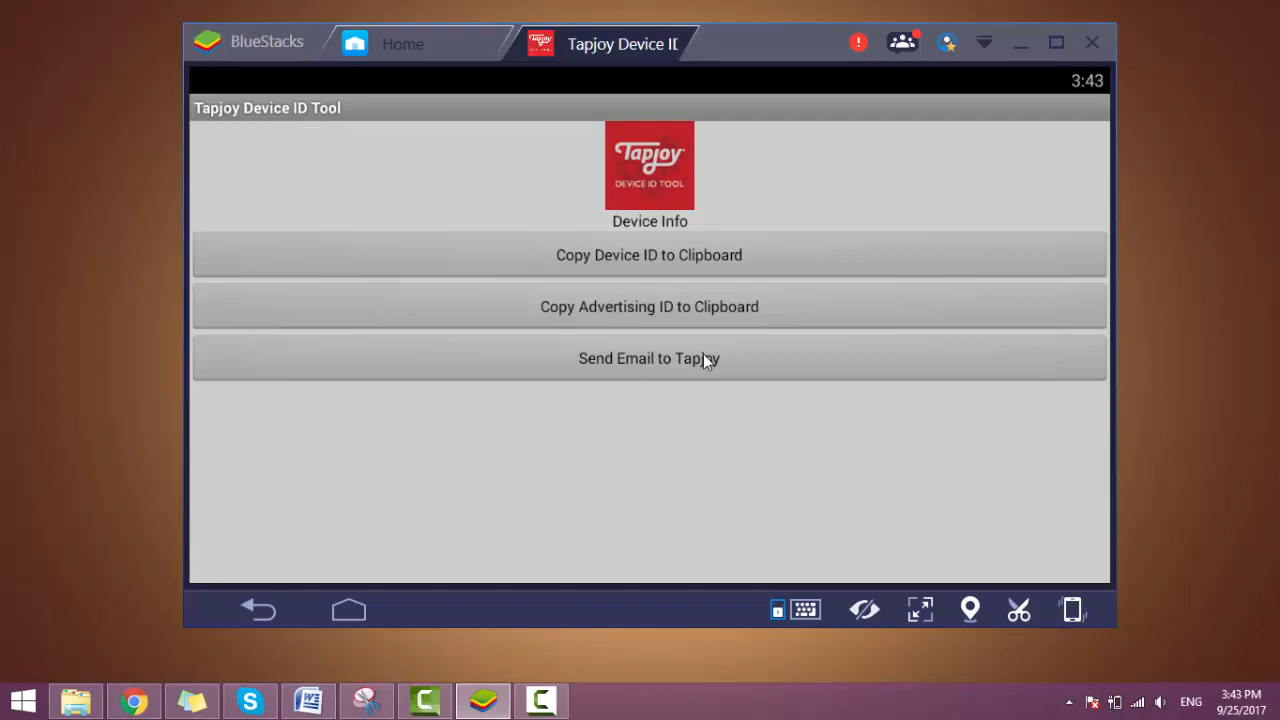 BlueStacks
Home
Tapjoy Device ID
3:43
Tapjoy Device ID Tool
Tapjoy
DEVICE ID TOOL
Device Info
Copy Device ID to Clipboard
Copy Advertising ID to Clipboard
Send Email to Tapjoy
ENG
3:43 PM
9/25/2017